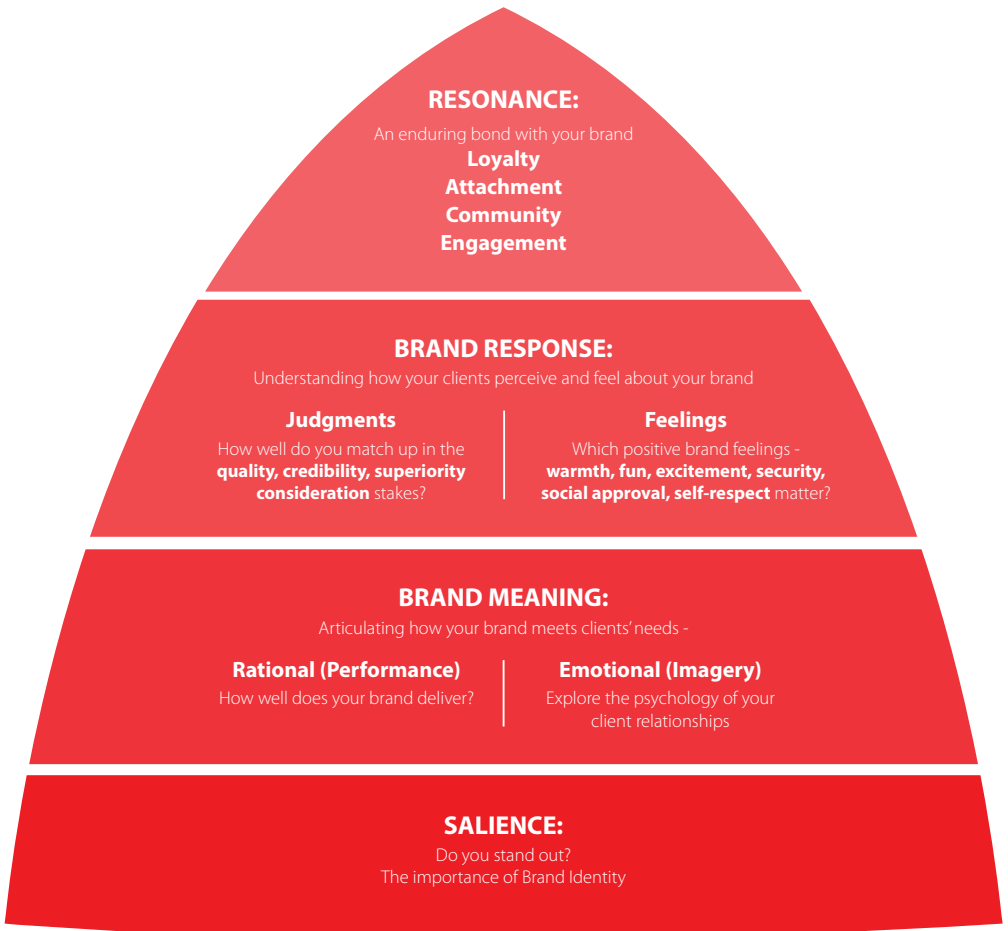 RESONANCE:
An enduring bond with your brand
Loyalty
Attachment
Community
Engagement
BRAND RESPONSE:
Understanding how your clients perceive and feel about your brand
Judgments
How well do you match up in the
quality, credibility, superiority
consideration stakes?
Feelings
Which positive brand feelings -
warmth, fun, excitement, security,
social approval, self-respect matter?
BRAND MEANING:
Articulating how your brand meets clients' needs -
Rational (Performance)
How well does your brand deliver?
Emotional (Imagery)
Explore the psychology of your
client relationships
SALIENCE:
Do you stand out?
The importance of Brand Identity